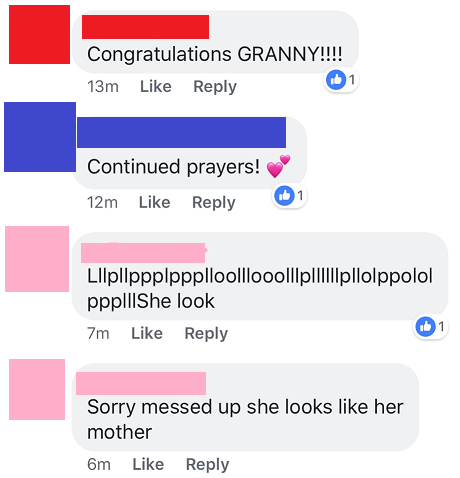 Congratulations GRANNY!!!!
13m Like Reply 1
Continued prayers! 💕
12m Like Reply 1
Lllpllppplppplloolllooolllpllllllpllolppolol
ppplllShe look
7m Like Reply 1
Sorry messed up she looks like her
mother
6m Like Reply